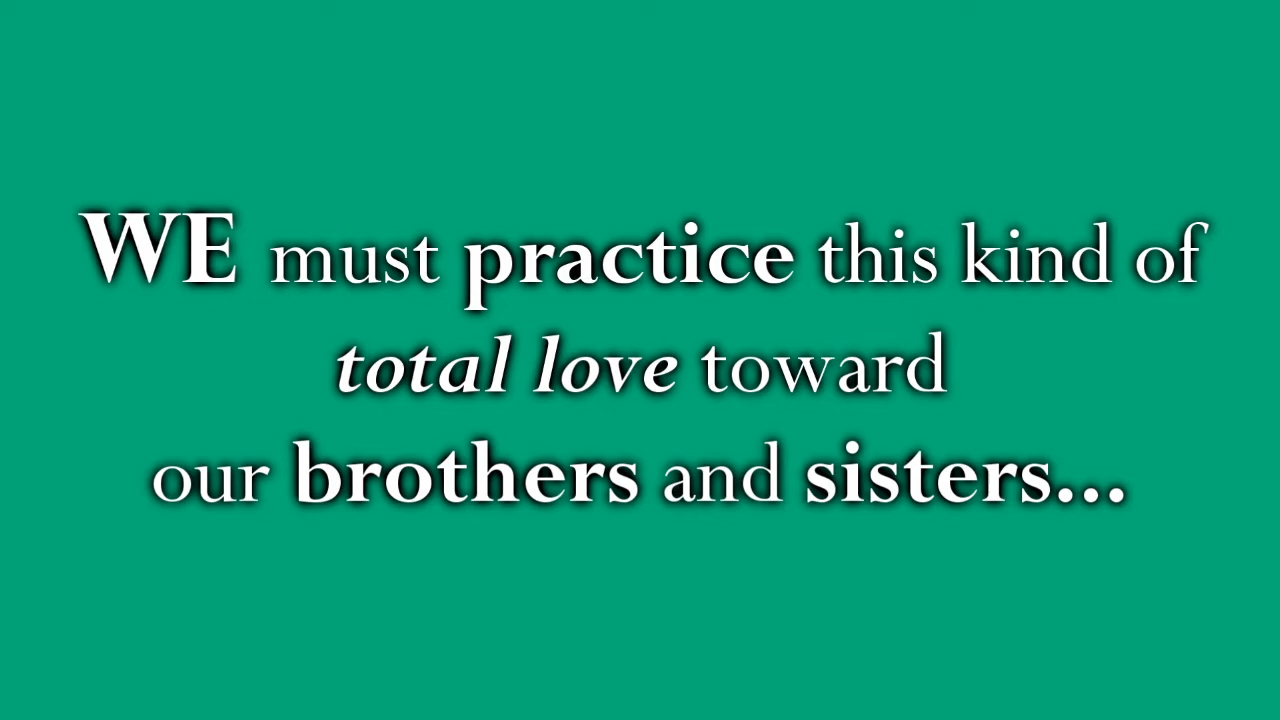 WE must practice this kind of
total love toward
our brothers and sisters...